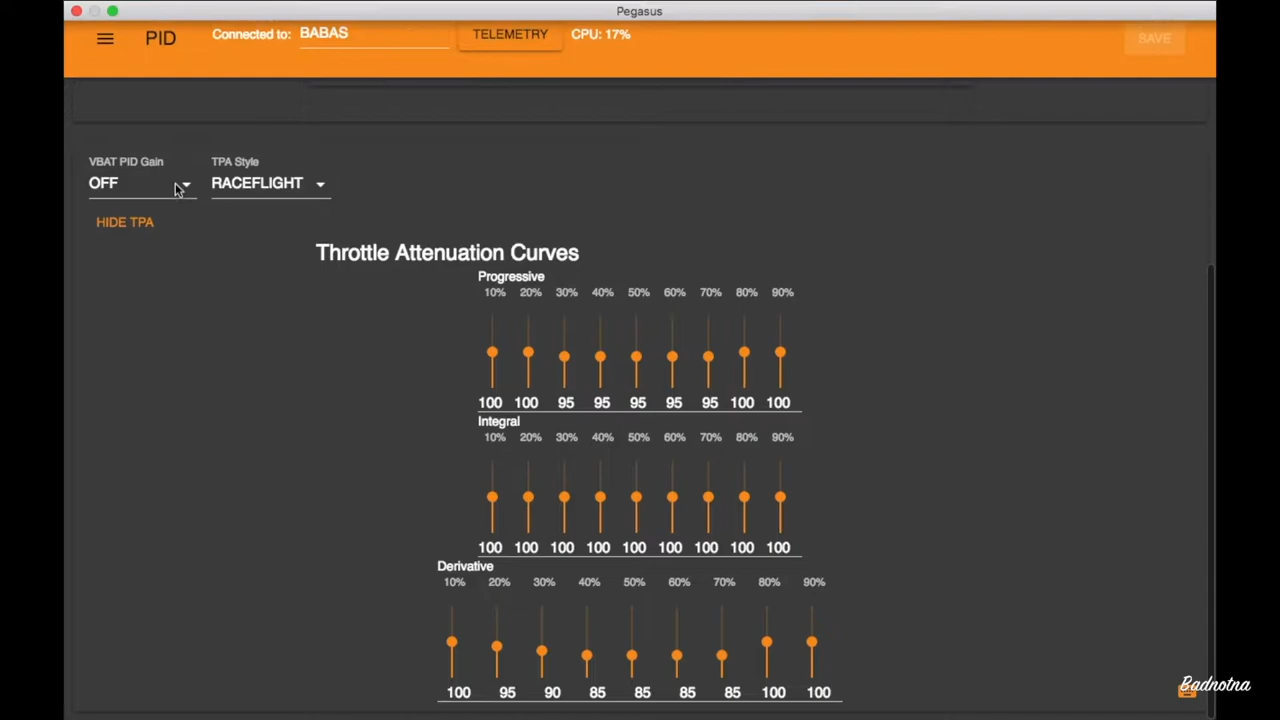 Pegasus
PID Connected to: BABAS TELEMETRY CPU: 17% SAVE
VBAT PID Gain TPA Style
OFF RACEFLIGHT
HIDE TPA
Throttle Attenuation Curves
Progressive
10% 20% 30% 40% 50% 60% 70% 80% 90%
100 100 95 95 95 95 95 100 100
Integral
10% 20% 30% 40% 50% 60% 70% 80% 90%
100 100 100 100 100 100 100 100 100
Derivative
10% 20% 30% 40% 50% 60% 70% 80% 90%
100 95 90 85 85 85 85 100 100
Badnotna